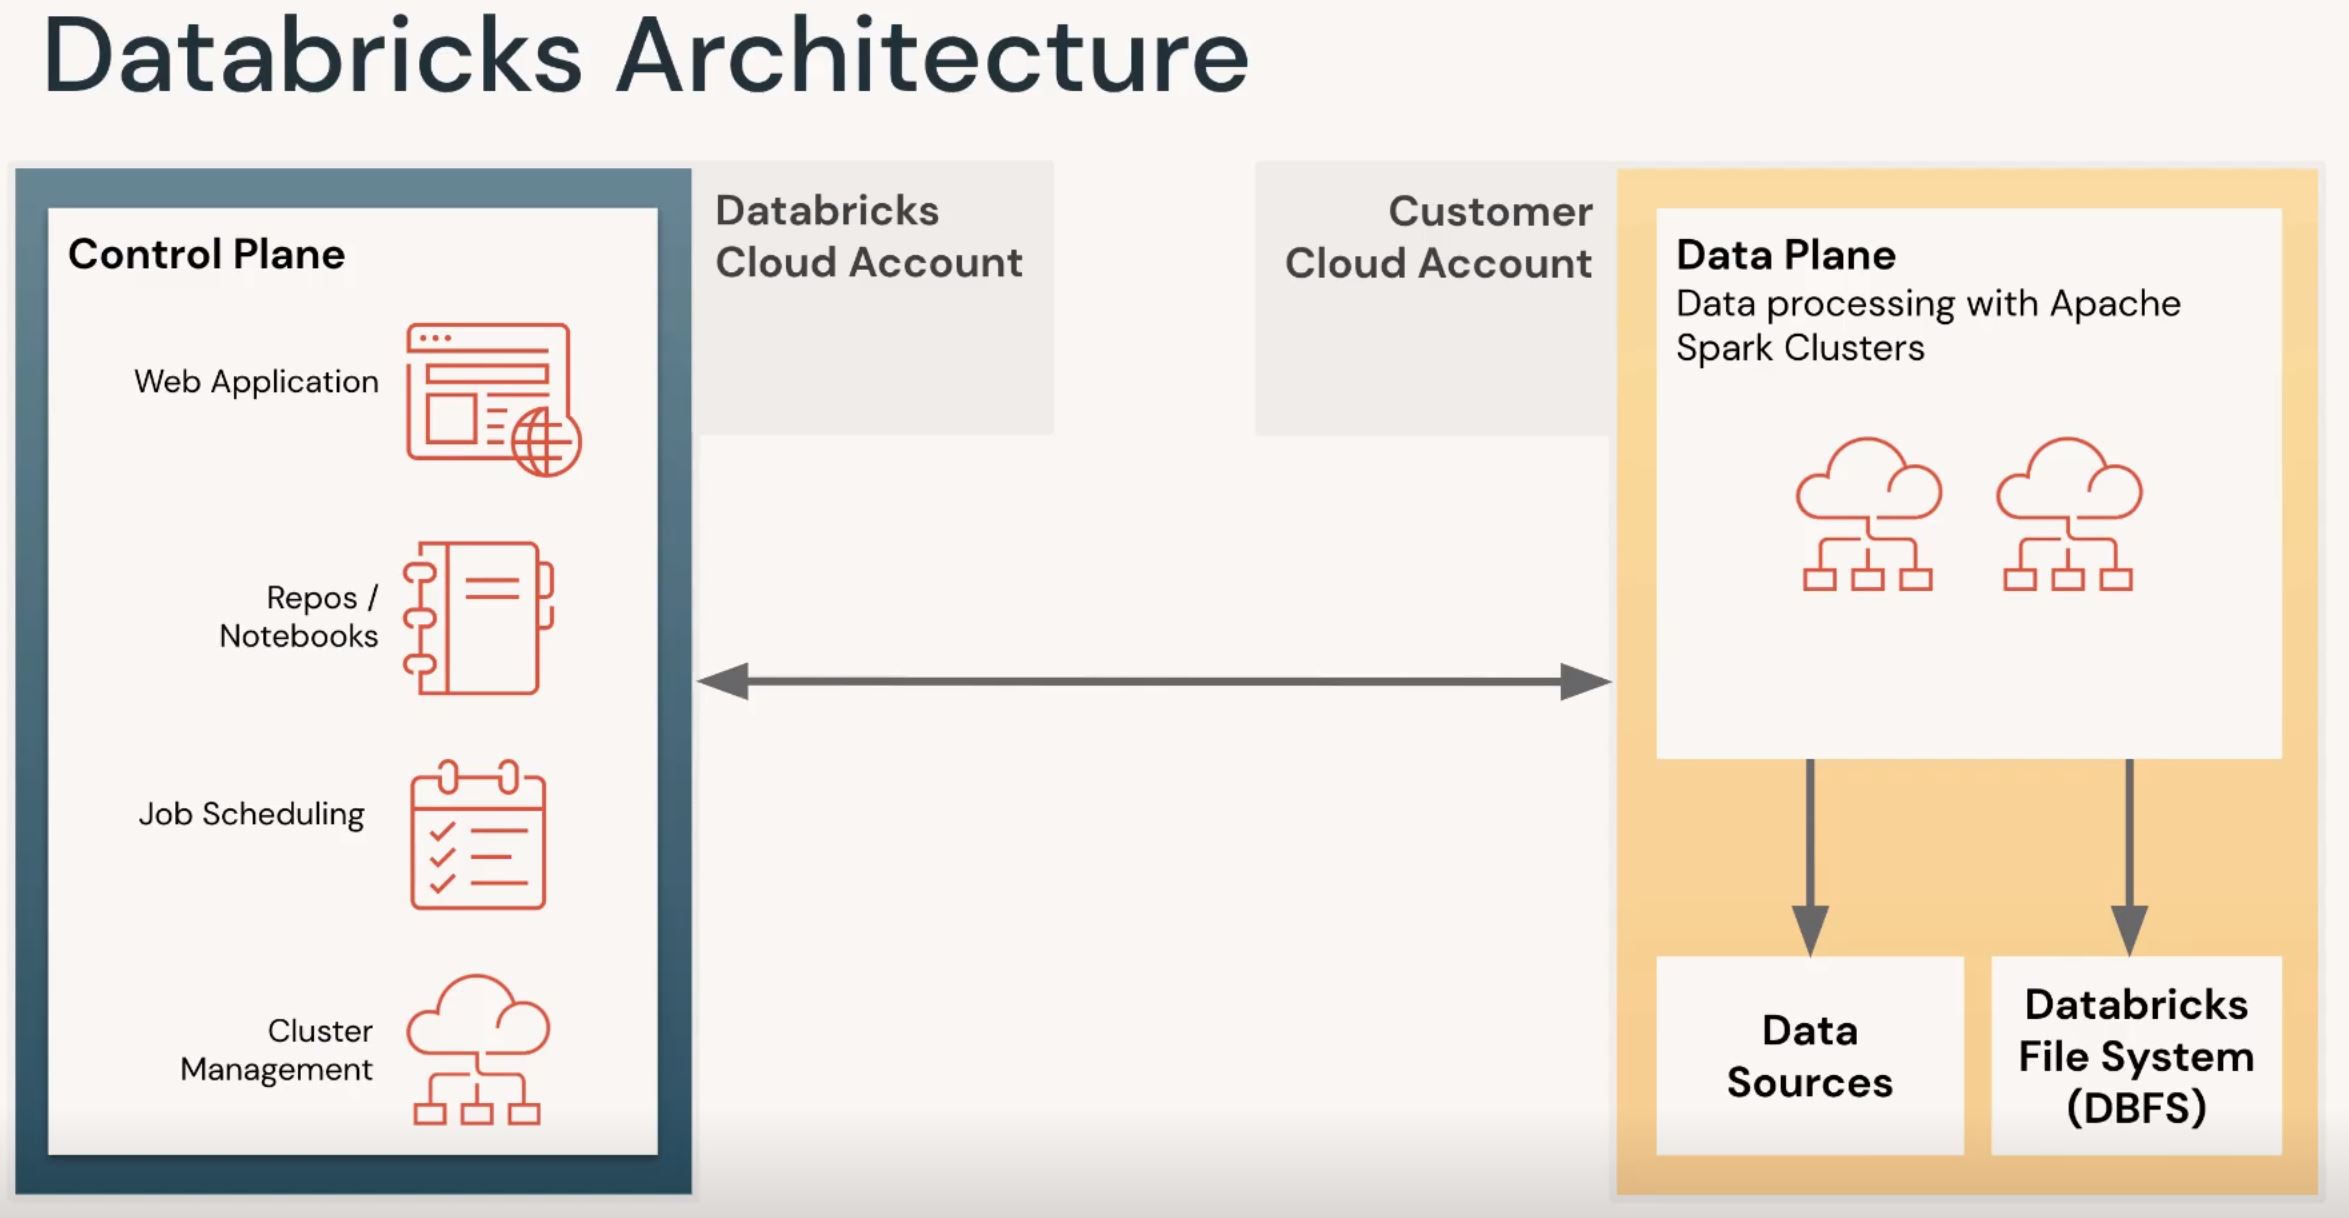 Databricks Architecture
Control Plane
Web Application
Repos /
Notebooks
Job Scheduling
Cluster
Management
Databricks
Cloud Account
Customer
Cloud Account
Data Plane
Data processing with Apache
Spark Clusters
Data
Sources
Databricks
File System
(DBFS)